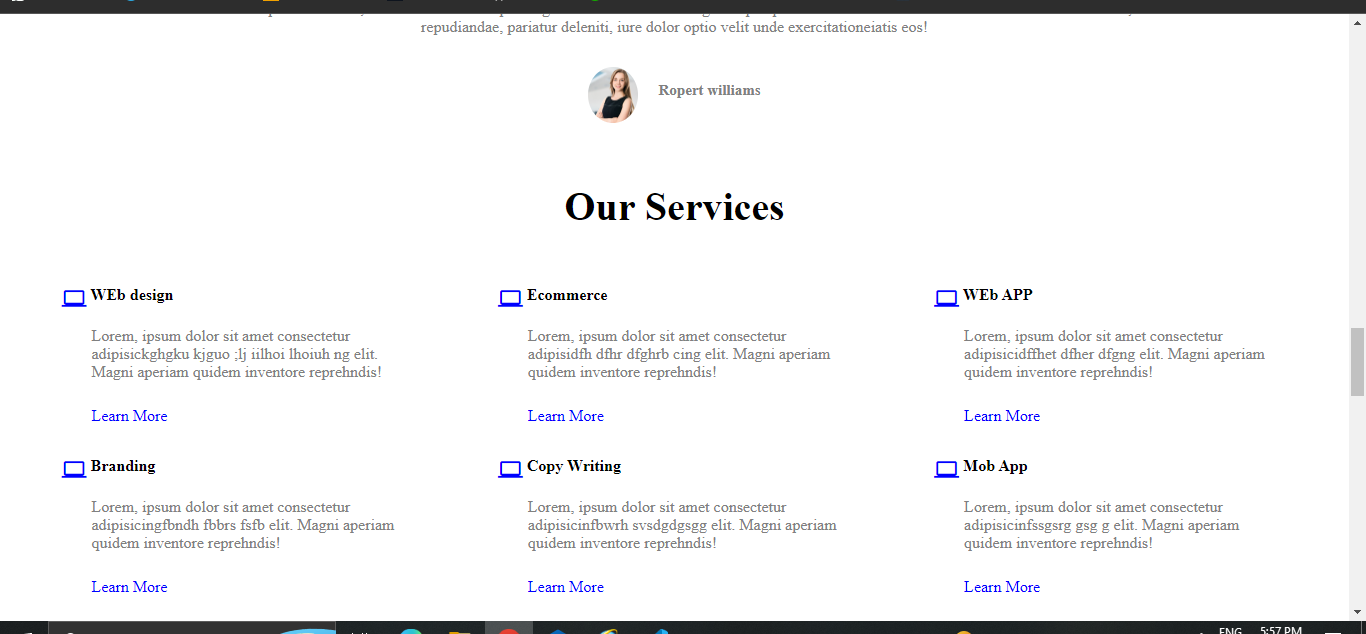 repudiandae, pariatur deleniti, iure dolor optio velit unde exercitationeiatis eos!
Ropert williams
Our Services
WEb design
Lorem, ipsum dolor sit amet consectetur
adipisickghgku kjguo ;lj iilhoi lhoiuh ng elit.
Magni aperiam quidem inventore reprehndis!
Learn More
Ecommerce
Lorem, ipsum dolor sit amet consectetur
adipisidfh dfhr dfghrb cing elit. Magni aperiam
quidem inventore reprehndis!
Learn More
WEb APP
Lorem, ipsum dolor sit amet consectetur
adipisicidffhet dfher dfgng elit. Magni aperiam
quidem inventore reprehndis!
Learn More
Branding
Lorem, ipsum dolor sit amet consectetur
adipisicingfbndh fbbrs fsfb elit. Magni aperiam
quidem inventore reprehndis!
Learn More
Copy Writing
Lorem, ipsum dolor sit amet consectetur
adipisicinfbwrh svsdgdgsgg elit. Magni aperiam
quidem inventore reprehndis!
Learn More
Mob App
Lorem, ipsum dolor sit amet consectetur
adipisicinfssgsrg gsg g elit. Magni aperiam
quidem inventore reprehndis!
Learn More
ENG 5:57 PM